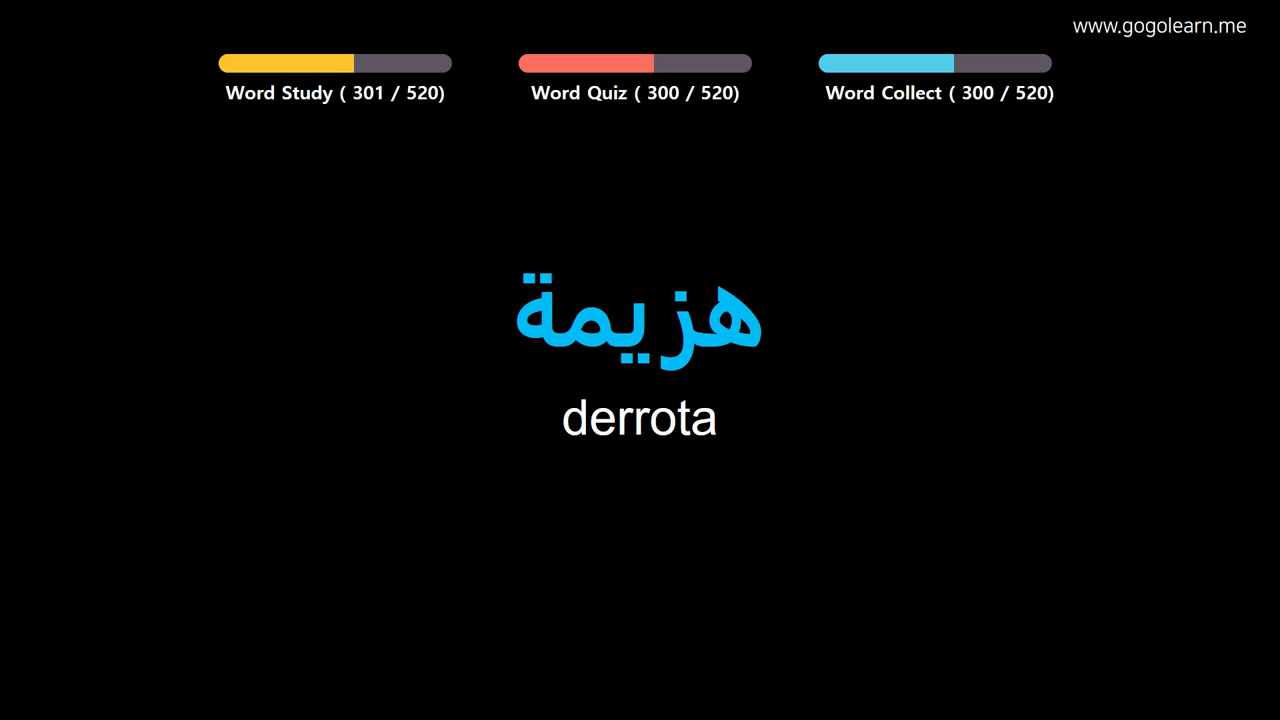 www.gogolearn.me
Word Study ( 301 / 520)
Word Quiz ( 300 / 520)
Word Collect ( 300 / 520)
هزيمة
derrota